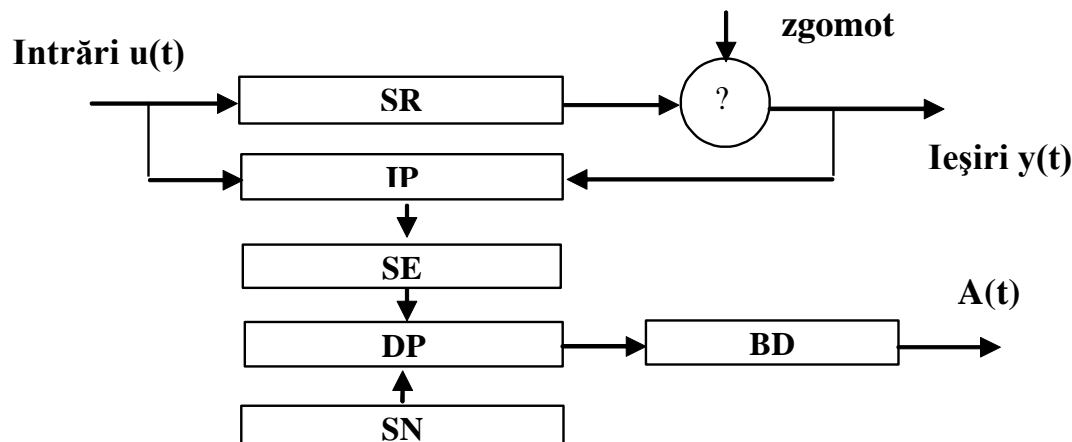 zgomot
Intrări u(t)
SR
?
Ieşiri y(t)
IP
SE
A(t)
DP
BD
SN